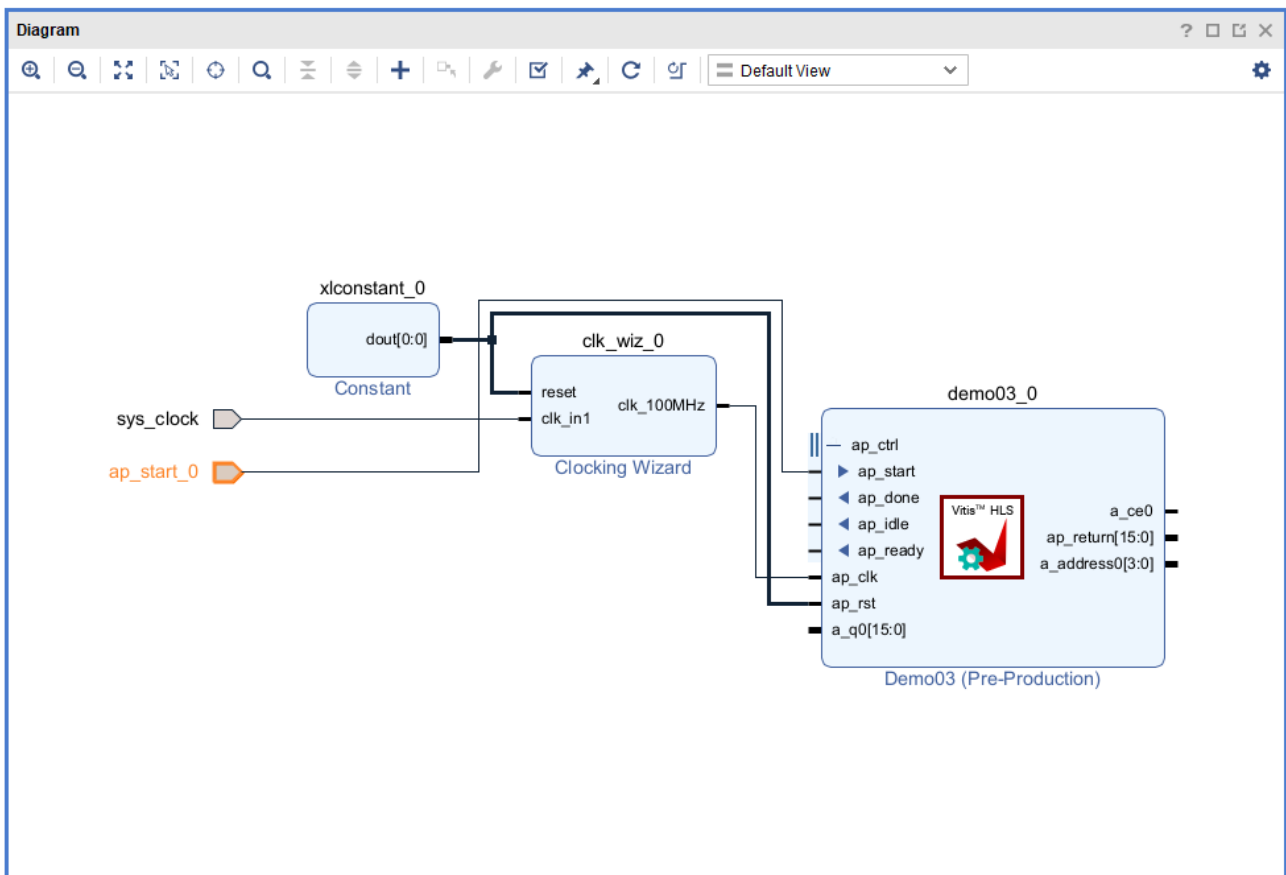 Diagram
Default View
xlconstant_0
dout[0:0]
Constant
clk_wiz_0
reset
clk_in1
clk_100MHz
Clocking Wizard
sys_clock
ap_start_0
demo03_0
ap_ctrl
ap_start
ap_done
ap_idle
ap_ready
ap_clk
ap_rst
a_q0[15:0]
Vitis™ HLS
a_ce0
ap_return[15:0]
a_address0[3:0]
Demo03 (Pre-Production)